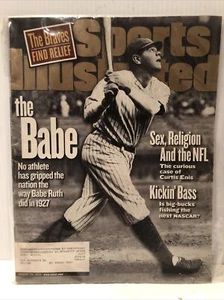 The Braves
FIND RELIEF
Sports
Illustrated
the
Babe
No athlete
has gripped the
nation the
way Babe Ruth
did in 1927
Sex, Religion
And the NFL
The curious
case of
Curtis Enis
Kickin' Bass
Is big-bucks
fishing the
next NASCAR?